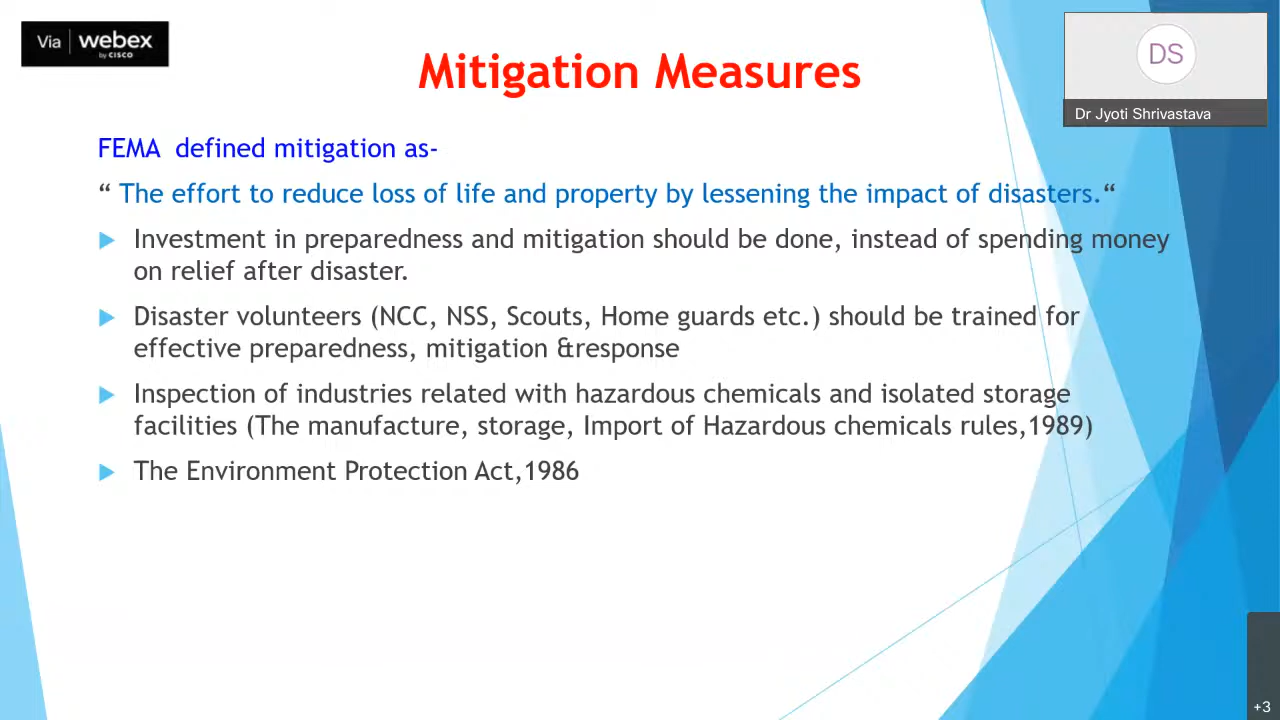 Via webex
by CISCO
Mitigation Measures
DS
Dr Jyoti Shrivastava
FEMA defined mitigation as-
“ The effort to reduce loss of life and property by lessening the impact of disasters.“
Investment in preparedness and mitigation should be done, instead of spending money
on relief after disaster.
Disaster volunteers (NCC, NSS, Scouts, Home guards etc.) should be trained for
effective preparedness, mitigation &response
Inspection of industries related with hazardous chemicals and isolated storage
facilities (The manufacture, storage, Import of Hazardous chemicals rules,1989)
The Environment Protection Act,1986
+3